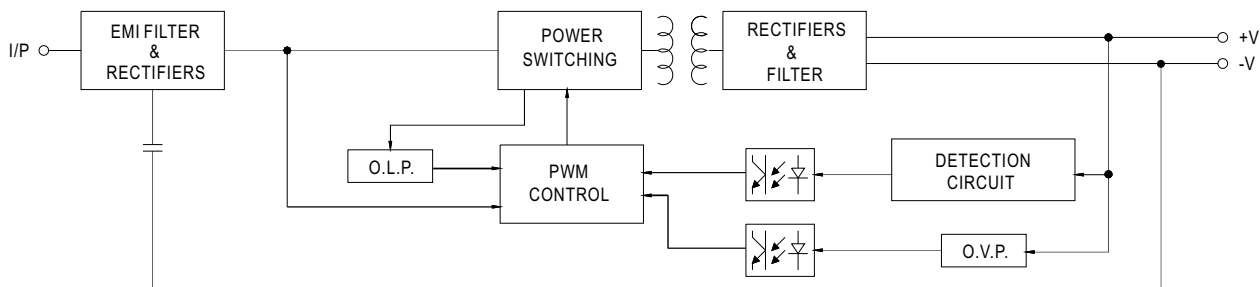 I/P
EMI FILTER
&
RECTIFIERS
POWER
SWITCHING
RECTIFIERS
&
FILTER
+V
-V
O.L.P.
PWM
CONTROL
DETECTION
CIRCUIT
O.V.P.